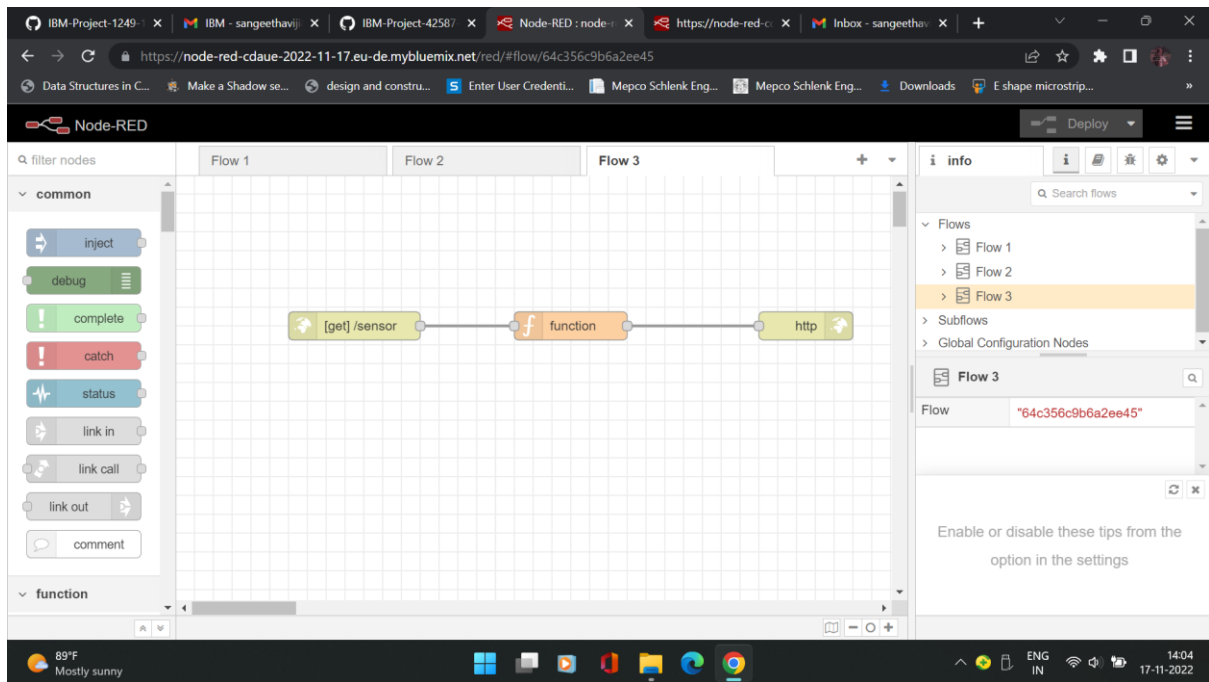 IBM-Project-1249-1
IBM - sangeethaviji
IBM-Project-42587
Node-RED : node-r
https://node-red-c
Inbox - sangeethav
https://node-red-cdaue-2022-11-17.eu-de.mybluemix.net/red/#flow/64c356c9b6a2ee45
Data Structures in C...
Make a Shadow se...
design and constru...
Enter User Credenti...
Mepco Schlenk Eng...
Mepco Schlenk Eng...
Downloads
E shape microstrip...
»
Node-RED
Deploy
filter nodes
Flow 1
Flow 2
Flow 3
i info
Search flows
common
inject
debug
complete
catch
status
link in
link call
link out
comment
function
[get] /sensor
function
http
Flows
Flow 1
Flow 2
Flow 3
Subflows
Global Configuration Nodes
Flow 3
Flow
"64c356c9b6a2ee45"
Enable or disable these tips from the
option in the settings
89°F
Mostly sunny
ENG
IN
14:04
17-11-2022